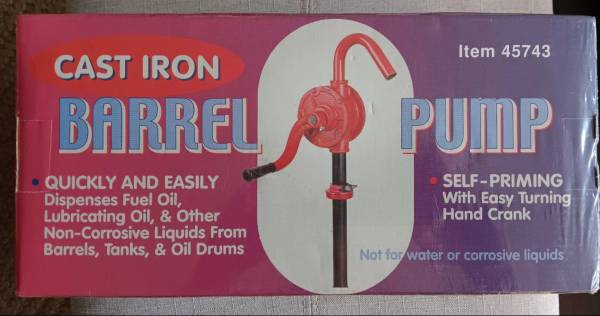 CAST IRON
Item 45743
BARREL PUMP
• QUICKLY AND EASILY
Dispenses Fuel Oil,
Lubricating Oil, & Other
Non-Corrosive Liquids From
Barrels, Tanks, & Oil Drums
• SELF-PRIMING
With Easy Turning
Hand Crank
Not for water or corrosive liquids